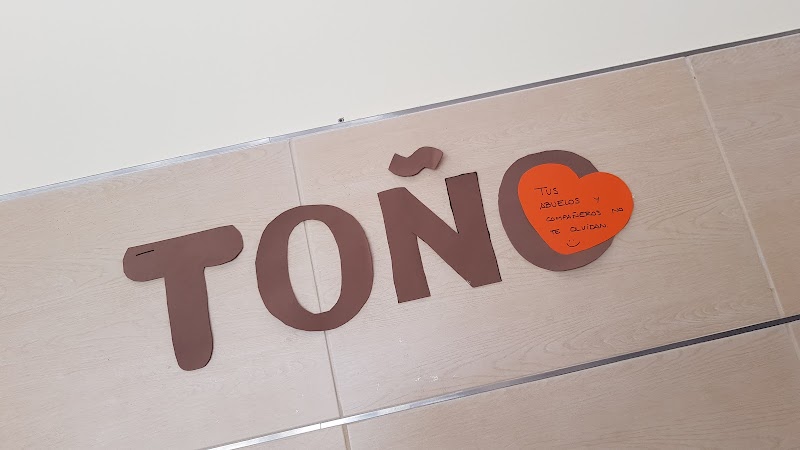 TOÑO
TUS
ABUELOS Y
COMPAÑEROS NO
TE OLVIDAN.